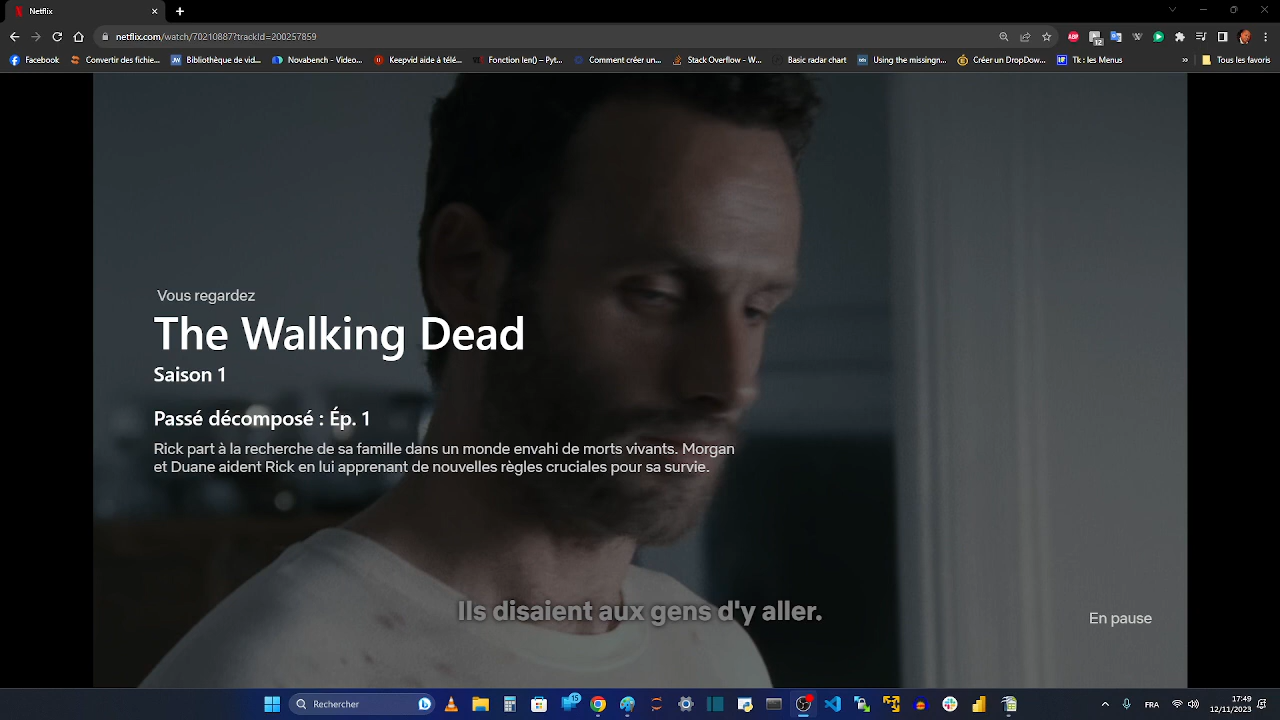 Netflix
netflix.com/watch/70210887?trackId=200257859
Facebook
Convertir des fichie...
Bibliothèque de vid...
Novabench - Video...
Keepvid aide à télé...
Fonction len() – Pyt...
Comment créer un...
Stack Overflow - W...
Basic radar chart
Using the missingn...
Créer un DropDow...
Tk : les Menus
»
Tous les favoris
Vous regardez
The Walking Dead
Saison 1
Passé décomposé : Ép. 1
Rick part à la recherche de sa famille dans un monde envahi de morts vivants. Morgan
et Duane aident Rick en lui apprenant de nouvelles règles cruciales pour sa survie.
Ils disaient aux gens d'y aller.
En pause
Rechercher
17:49
12/11/2023